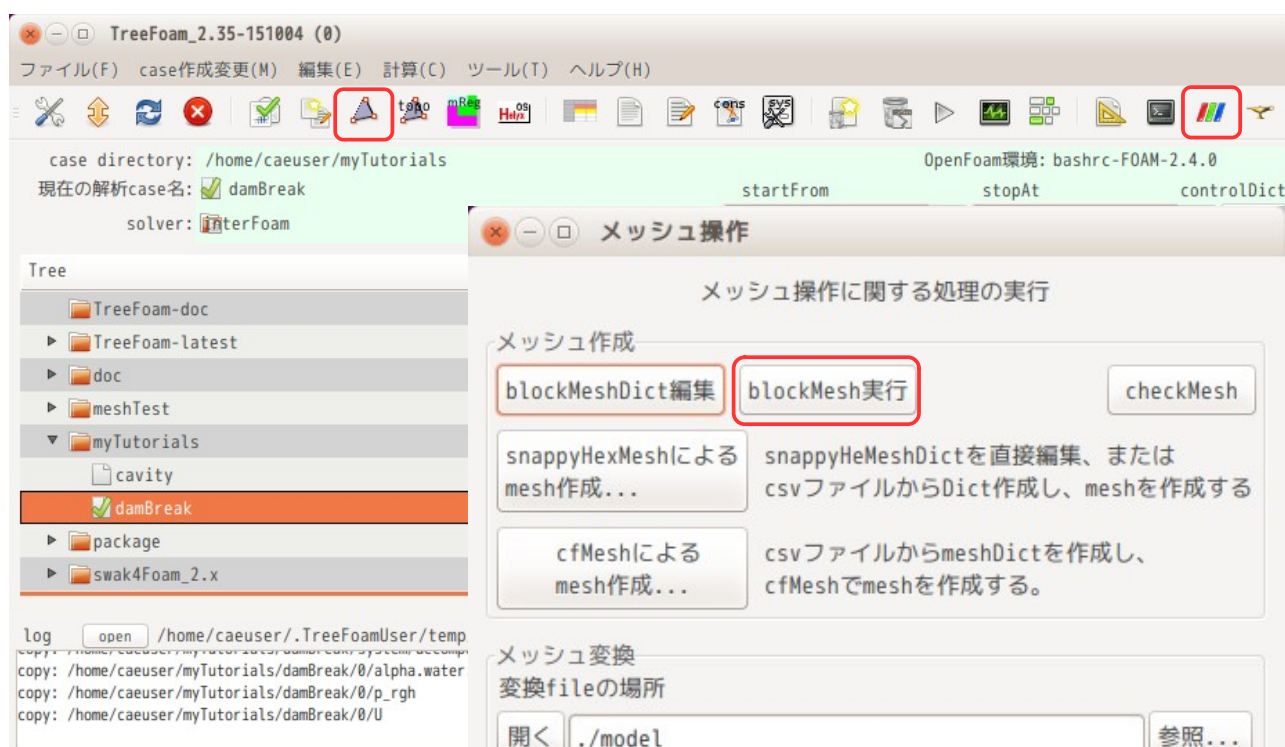 TreeFoam_2.35-151004 (0)
ファイル(F) case作成変更(M) 編集(E) 計算(C) ツール(T) ヘルプ(H)
topo mReg Helyx OS cons sys
case directory: /home/caeuser/myTutorials
OpenFoam環境: bashrc-FOAM-2.4.0
現在の解析case名: damBreak
startFrom stopAt controlDict
solver: interFoam
Tree
TreeFoam-doc
TreeFoam-latest
doc
meshTest
myTutorials
cavity
damBreak
package
swak4Foam_2.x
log open /home/caeuser/.TreeFoamUser/temp
copy: /home/caeuser/myTutorials/damBreak/system/decomp
copy: /home/caeuser/myTutorials/damBreak/0/alpha.water
copy: /home/caeuser/myTutorials/damBreak/0/p_rgh
copy: /home/caeuser/myTutorials/damBreak/0/U
メッシュ操作
メッシュ操作に関する処理の実行
メッシュ作成
blockMeshDict編集 blockMesh実行 checkMesh
snappyHexMeshによる
mesh作成...
snappyHeMeshDictを直接編集、または
csvファイルからDict作成し、meshを作成する
cfMeshによる
mesh作成...
csvファイルからmeshDictを作成し、
cfMeshでmeshを作成する。
メッシュ変換
変換fileの場所
開く ./model 参照...